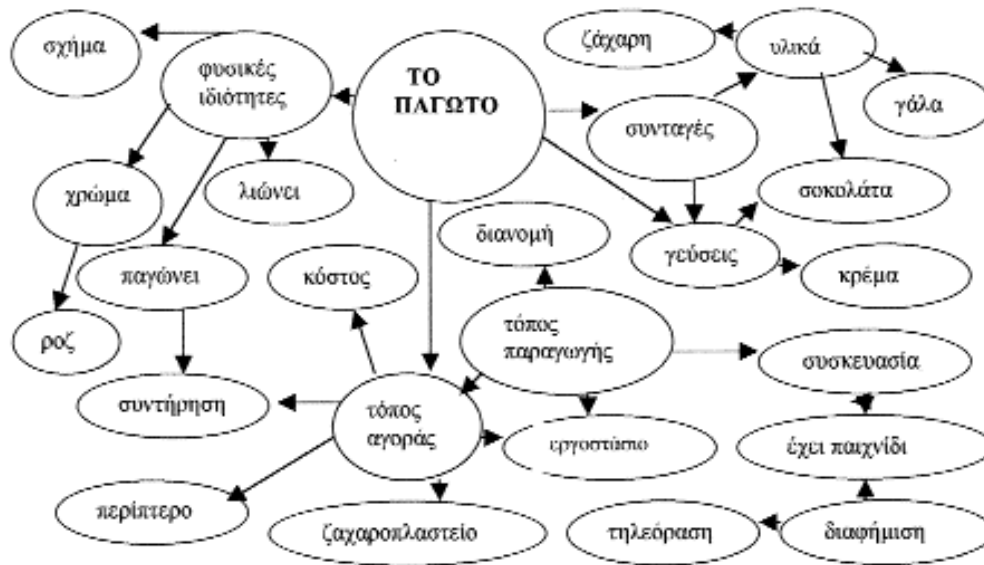 σχήμα
φυσικές
ιδιότητες
ΤΟ
ΠΑΓΩΤΟ
ζάχαρη
υλικά
γάλα
συνταγές
χρώμα
λιώνει
σοκολάτα
διανομή
γεύσεις
παγώνει
κόστος
κρέμα
ροζ
τόπος
παραγωγής
συσκευασία
συντήρηση
τόπος
αγοράς
εργοστάσιο
έχει παιχνίδι
περίπτερο
ζαχαροπλαστείο
τηλεόραση
διαφήμιση